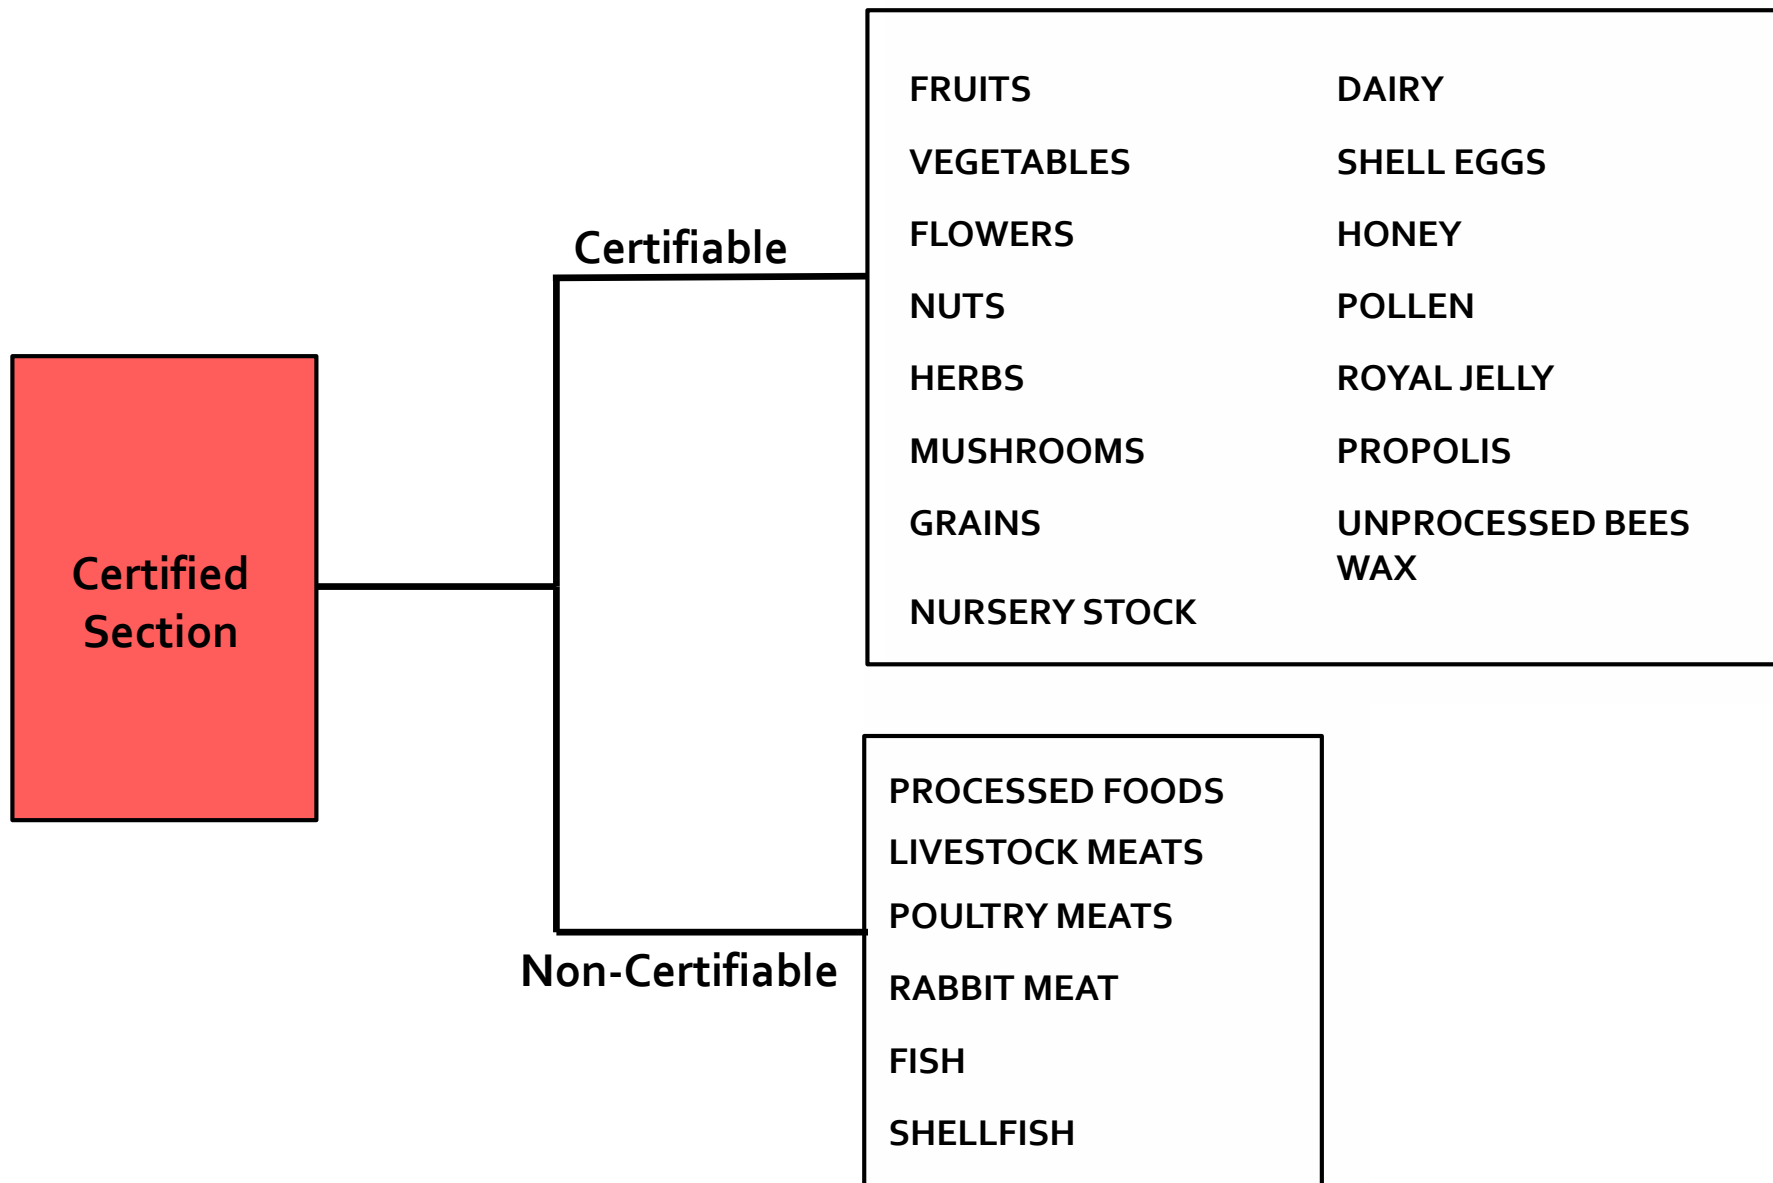 Certified
Section
Certifiable
FRUITS
VEGETABLES
FLOWERS
NUTS
HERBS
MUSHROOMS
GRAINS
NURSERY STOCK
DAIRY
SHELL EGGS
HONEY
POLLEN
ROYAL JELLY
PROPOLIS
UNPROCESSED BEES
WAX
Non-Certifiable
PROCESSED FOODS
LIVESTOCK MEATS
POULTRY MEATS
RABBIT MEAT
FISH
SHELLFISH